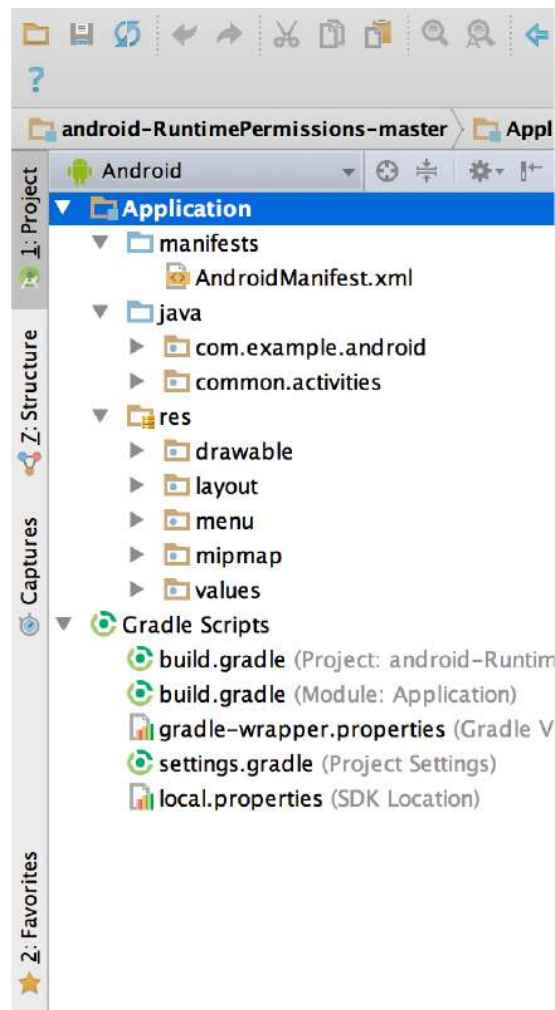 ?
android-RuntimePermissions-master
Appl
1: Project
Android
Application
manifests
AndroidManifest.xml
java
com.example.android
common.activities
res
drawable
layout
menu
mipmap
values
Gradle Scripts
build.gradle (Project: android-Runtim
build.gradle (Module: Application)
gradle-wrapper.properties (Gradle V
settings.gradle (Project Settings)
local.properties (SDK Location)
7: Structure
Captures
2: Favorites